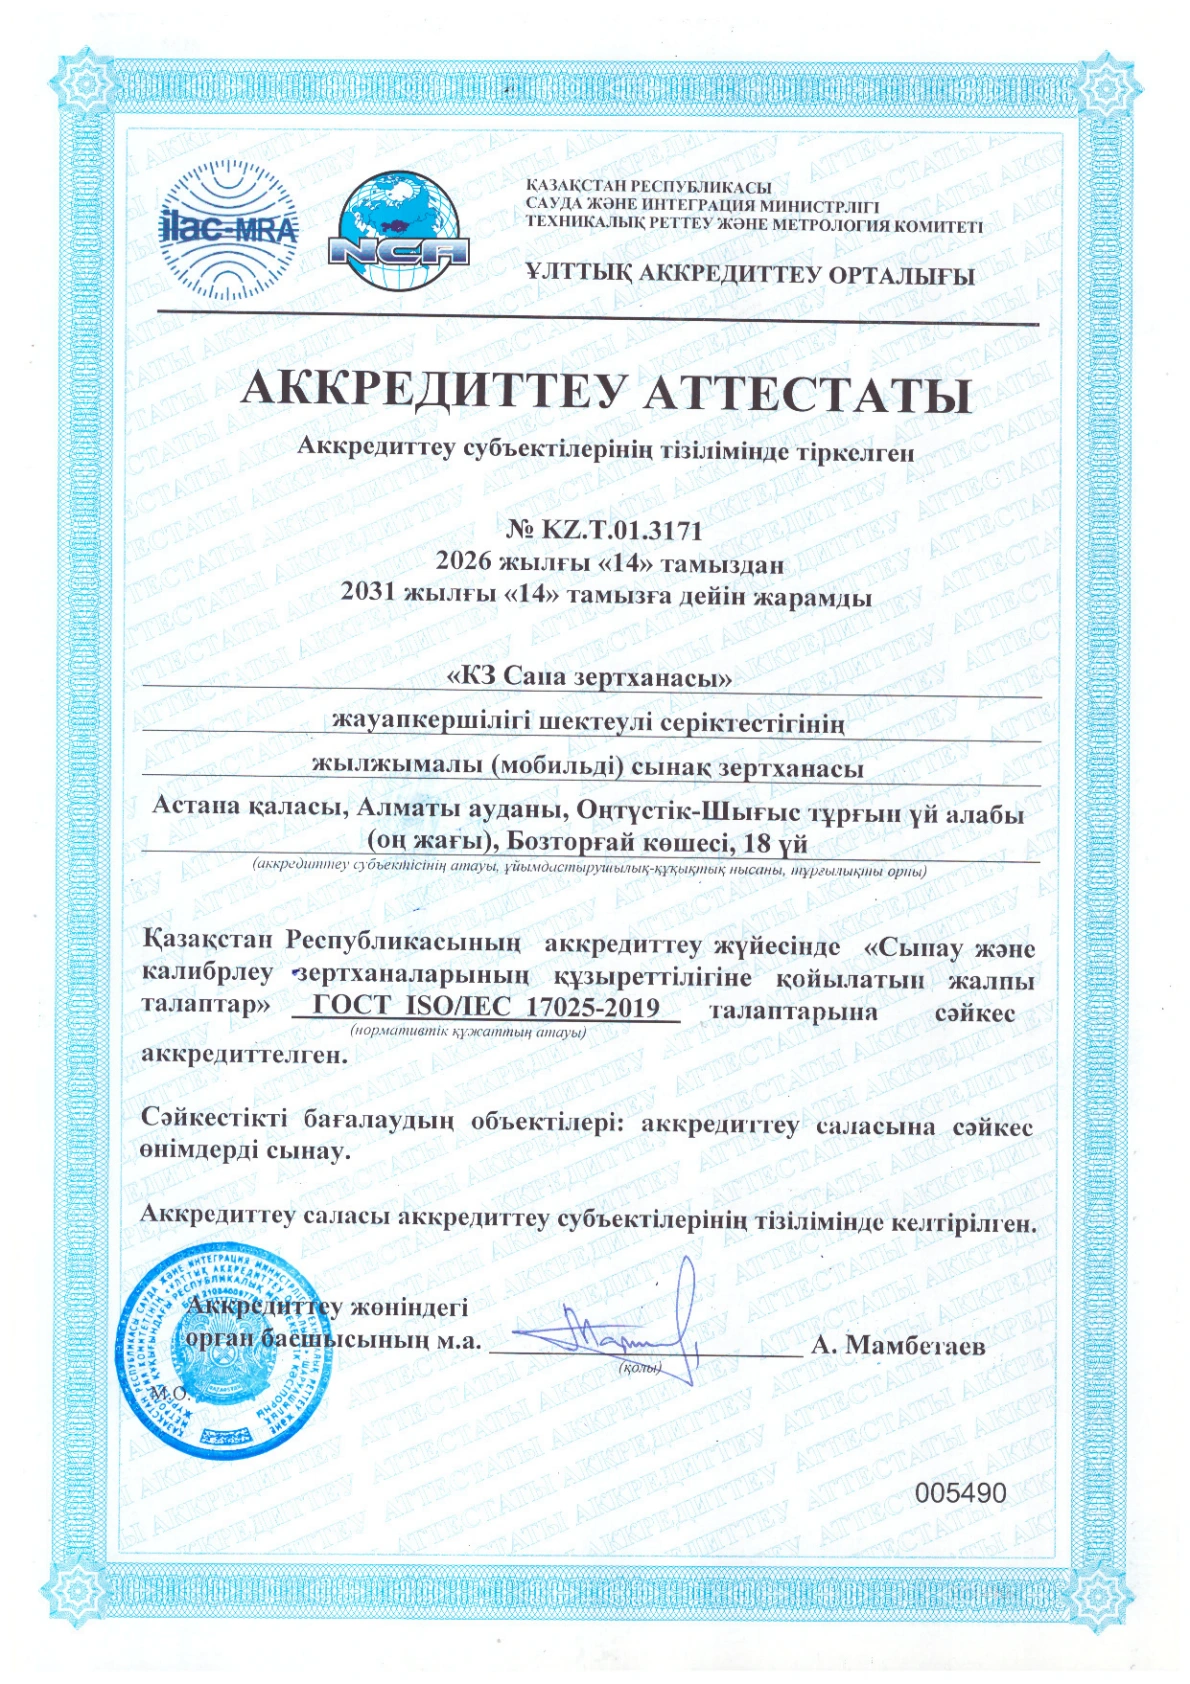 ilac-MRA
NCA
ҚАЗАҚСТАН РЕСПУБЛИКАСЫ
САУДА ЖӘНЕ ИНТЕГРАЦИЯ МИНИСТРЛІГІ
ТЕХНИКАЛЫҚ РЕТТЕУ ЖӘНЕ МЕТРОЛОГИЯ КОМИТЕТІ
ҰЛТТЫҚ АККРЕДИТТЕУ ОРТАЛЫҒЫ
АККРЕДИТТЕУ АТТЕСТАТЫ
Аккредиттеу субъектілерінің тізілімінде тіркелген
№ KZ.T.01.3171
2026 жылғы «14» тамыздан
2031 жылғы «14» тамызға дейін жарамды
«КЗ Сапа зертханасы»
жауапкершілігі шектеулі серіктестігінің
жылжымалы (мобильді) сынақ зертханасы
Астана қаласы, Алматы ауданы, Оңтүстік-Шығыс тұрғын үй алабы
(оң жағы), Бозторғай көшесі, 18 үй
(аккредиттеу субъектісінің атауы, ұйымдастырушылық-құқықтық нысаны, тұрғылықты орны)
Қазақстан Республикасының аккредиттеу жүйесінде «Сынау және
калибрлеу зертханаларының құзыреттілігіне қойылатын жалпы
талаптар» ГОСТ ISO/IEC 17025-2019 талаптарына сәйкес
(нормативтік құжаттың атауы)
аккредиттелген.
Сәйкестікті бағалаудың объектілері: аккредиттеу саласына сәйкес
өнімдерді сынау.
Аккредиттеу саласы аккредиттеу субъектілерінің тізілімінде келтірілген.
Аккредиттеу жөніндегі
орган басшысының м.а. А. Мамбетаев
(қолы)
М.О.
005490